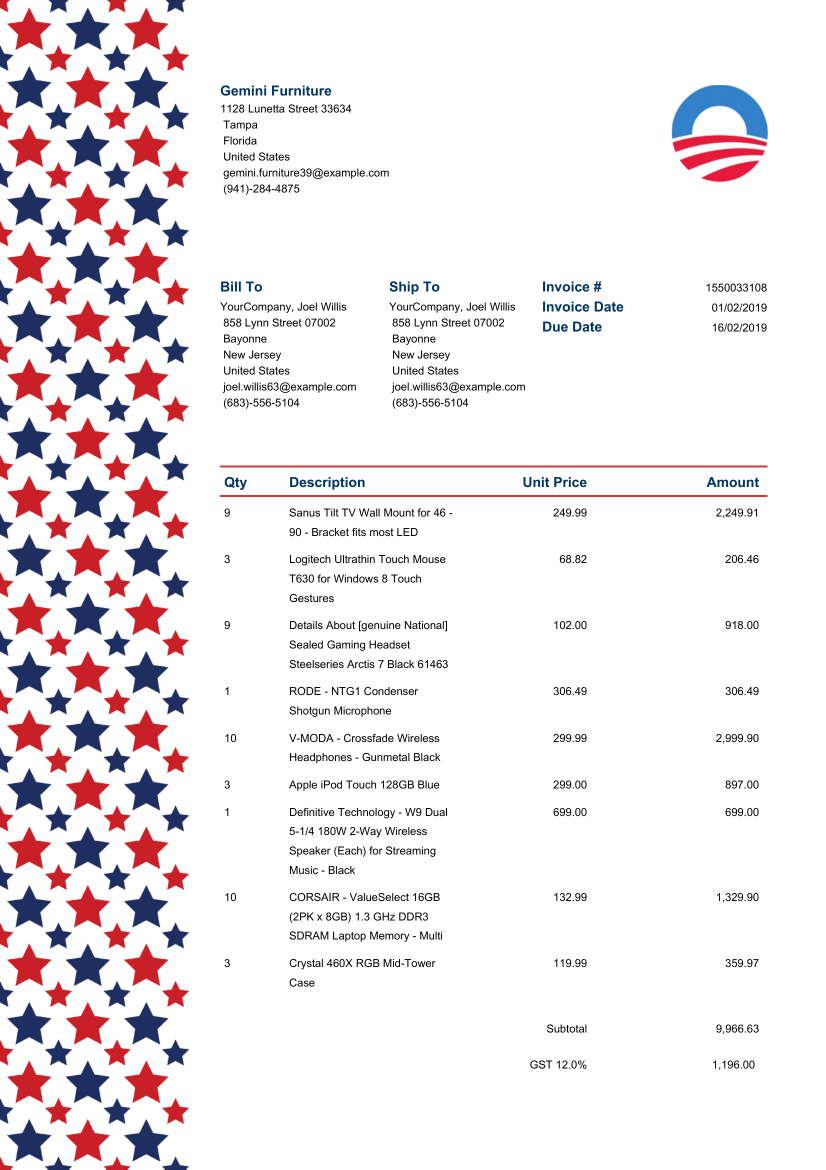 Gemini Furniture
1128 Lunetta Street 33634
Tampa
Florida
United States
gemini.furniture39@example.com
(941)-284-4875
Bill To
YourCompany, Joel Willis
858 Lynn Street 07002
Bayonne
New Jersey
United States
joel.willis63@example.com
(683)-556-5104
Ship To
YourCompany, Joel Willis
858 Lynn Street 07002
Bayonne
New Jersey
United States
joel.willis63@example.com
(683)-556-5104
Invoice # 1550033108
Invoice Date 01/02/2019
Due Date 16/02/2019
Qty Description Unit Price Amount
9 Sanus Tilt TV Wall Mount for 46 - 249.99 2,249.91
90 - Bracket fits most LED
3 Logitech Ultrathin Touch Mouse 68.82 206.46
T630 for Windows 8 Touch
Gestures
9 Details About [genuine National] 102.00 918.00
Sealed Gaming Headset
Steelseries Arctis 7 Black 61463
1 RODE - NTG1 Condenser 306.49 306.49
Shotgun Microphone
10 V-MODA - Crossfade Wireless 299.99 2,999.90
Headphones - Gunmetal Black
3 Apple iPod Touch 128GB Blue 299.00 897.00
1 Definitive Technology - W9 Dual 699.00 699.00
5-1/4 180W 2-Way Wireless
Speaker (Each) for Streaming
Music - Black
10 CORSAIR - ValueSelect 16GB 132.99 1,329.90
(2PK x 8GB) 1.3 GHz DDR3
SDRAM Laptop Memory - Multi
3 Crystal 460X RGB Mid-Tower 119.99 359.97
Case
Subtotal 9,966.63
GST 12.0% 1,196.00